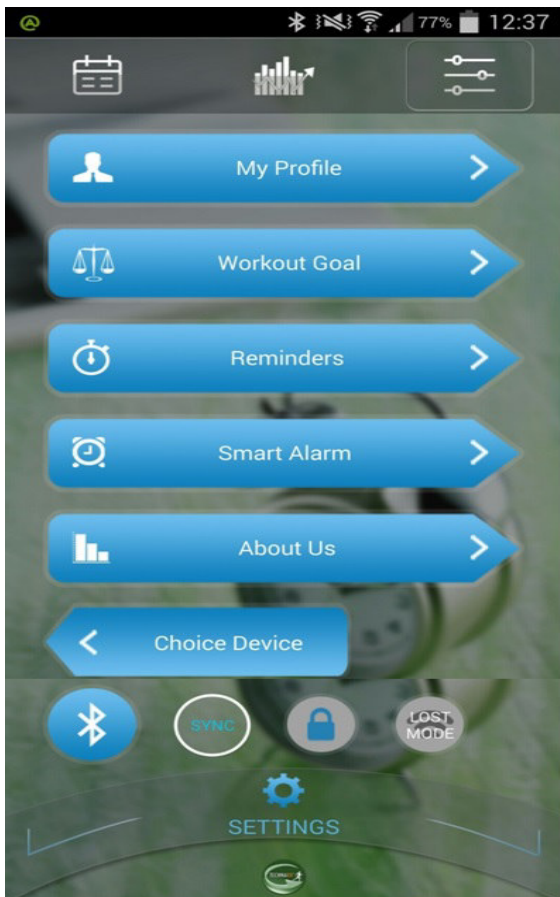 77% 12:37
My Profile
Workout Goal
Reminders
Smart Alarm
About Us
Choice Device
SYNC
LOST
MODE
SETTINGS